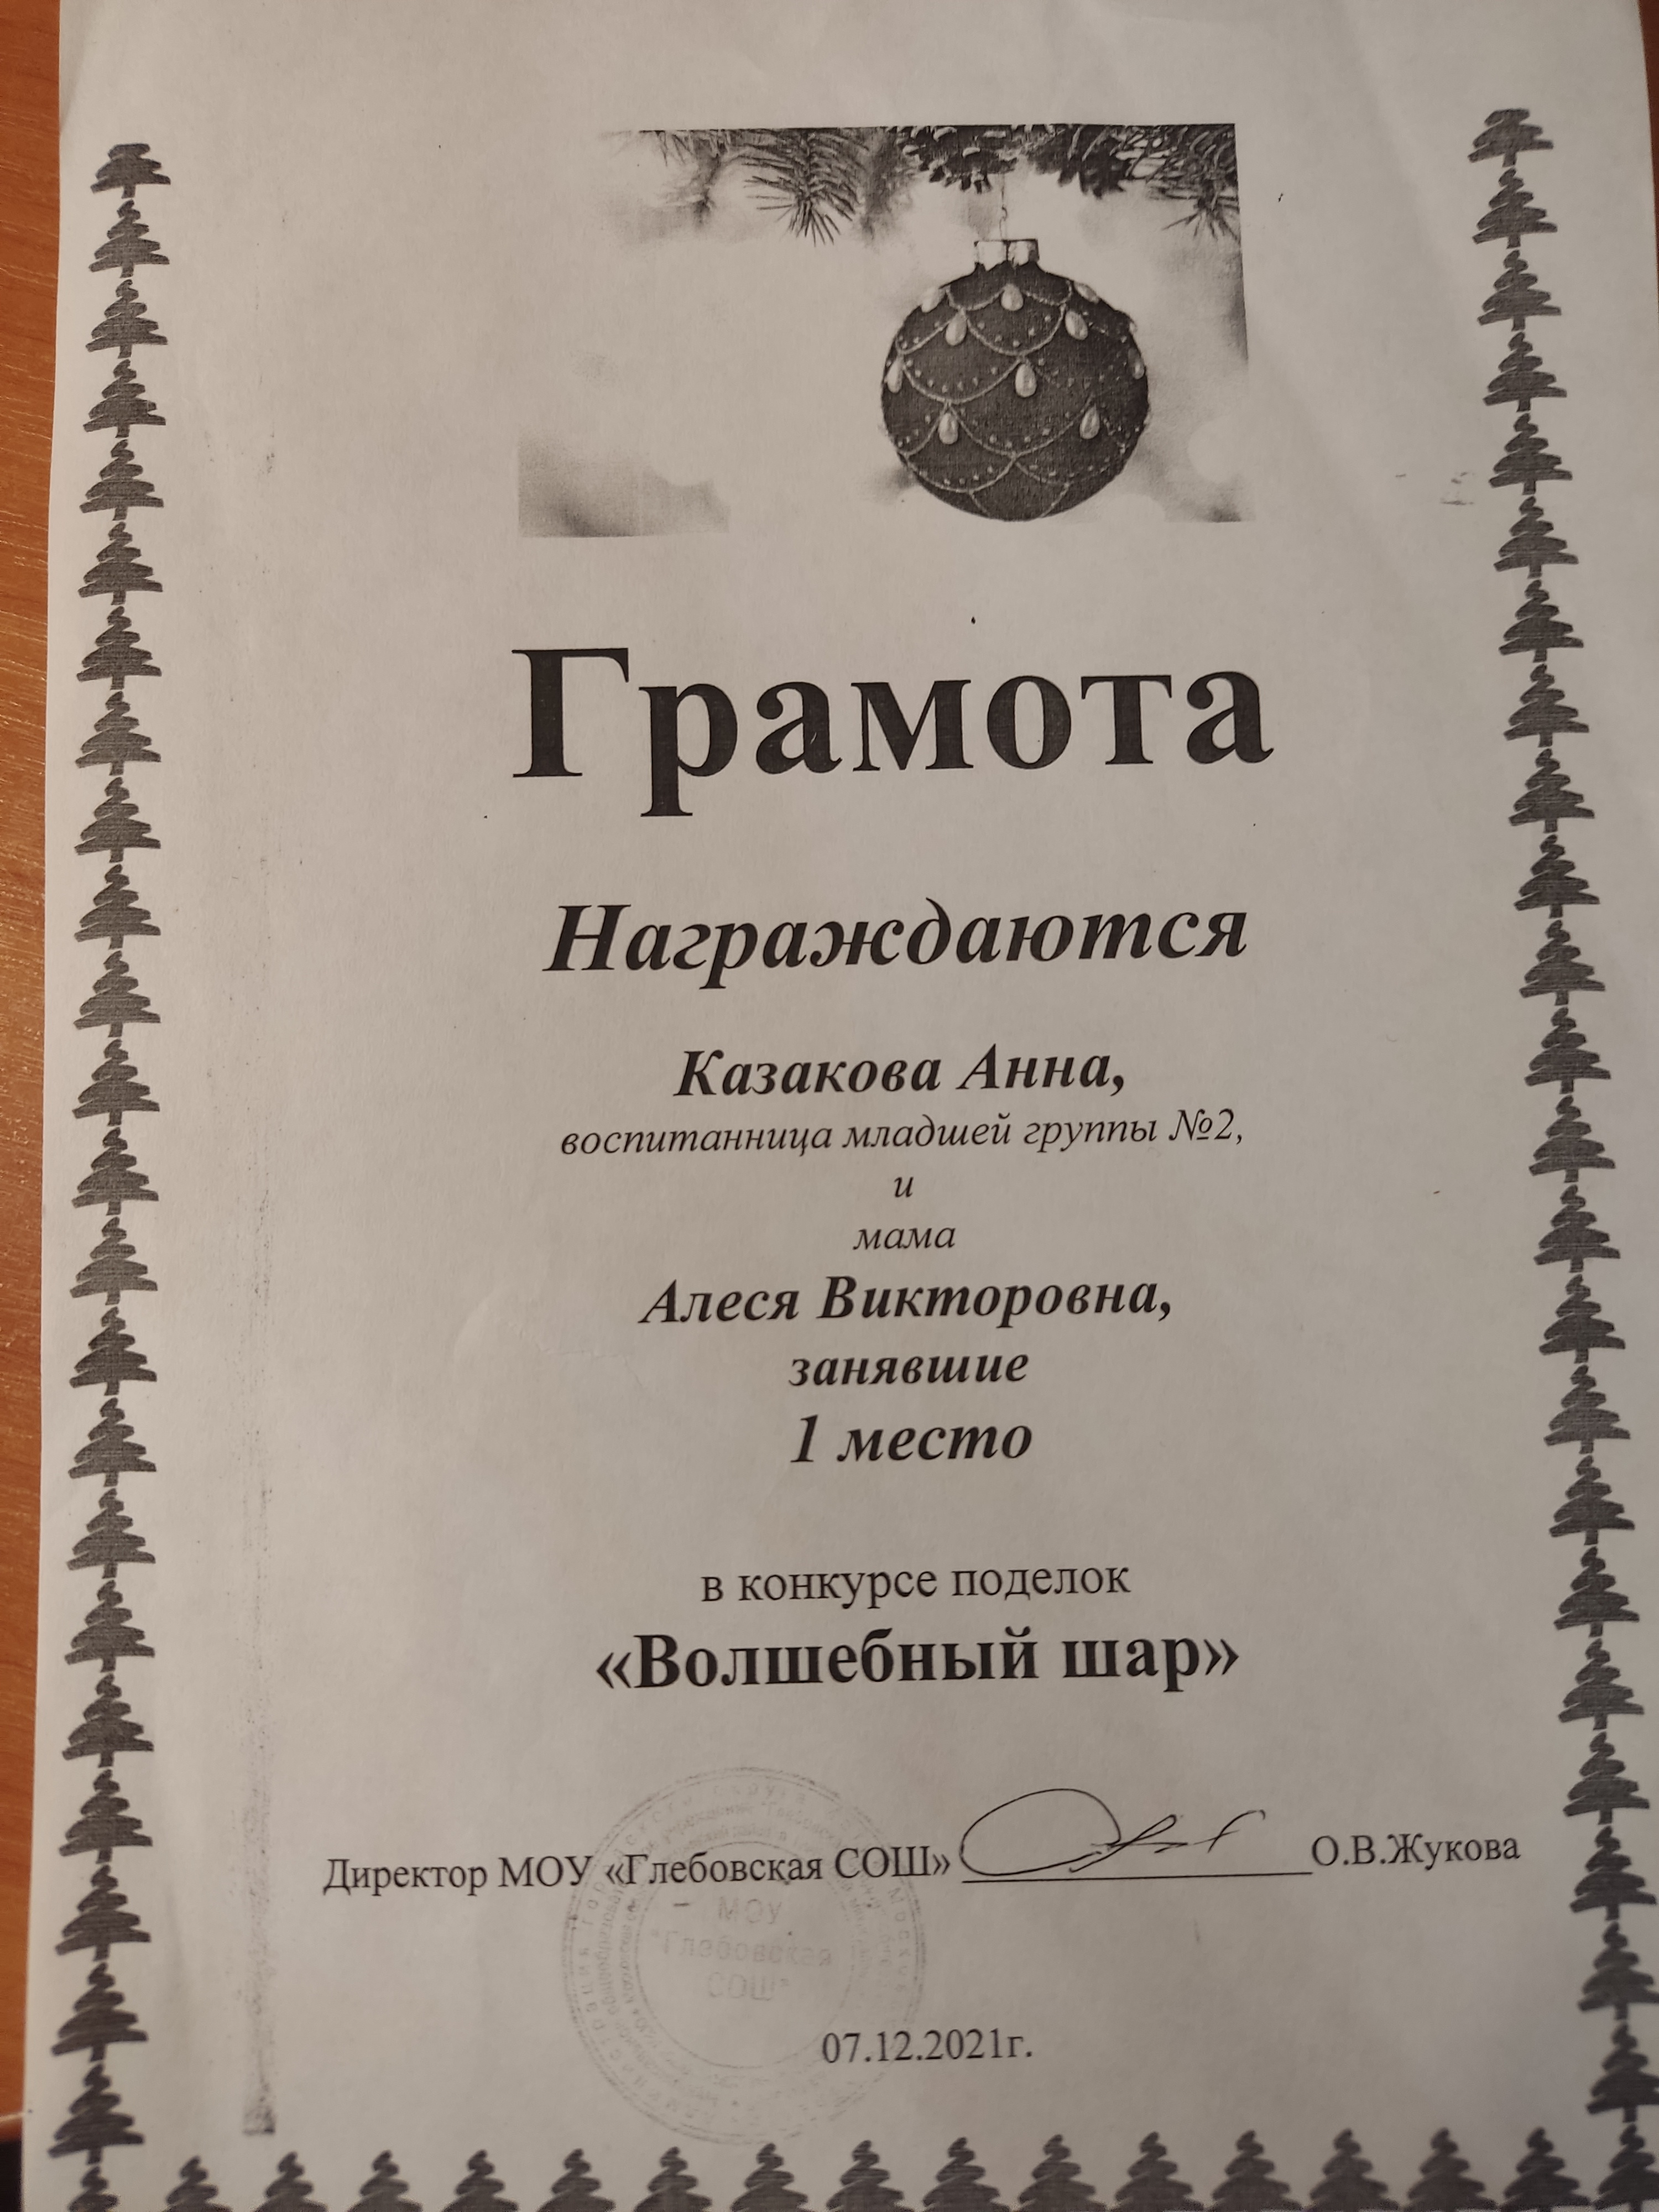 Грамота
Награждаются
Казакова Анна,
воспитанница младшей группы №2,
и
мама
Алеся Викторовна,
занявшие
1 место
в конкурсе поделок
«Волшебный шар»
Директор МОУ «Глебовская СОШ» О.В.Жукова
МОУ
"Глебовская
СОШ"
07.12.2021г.